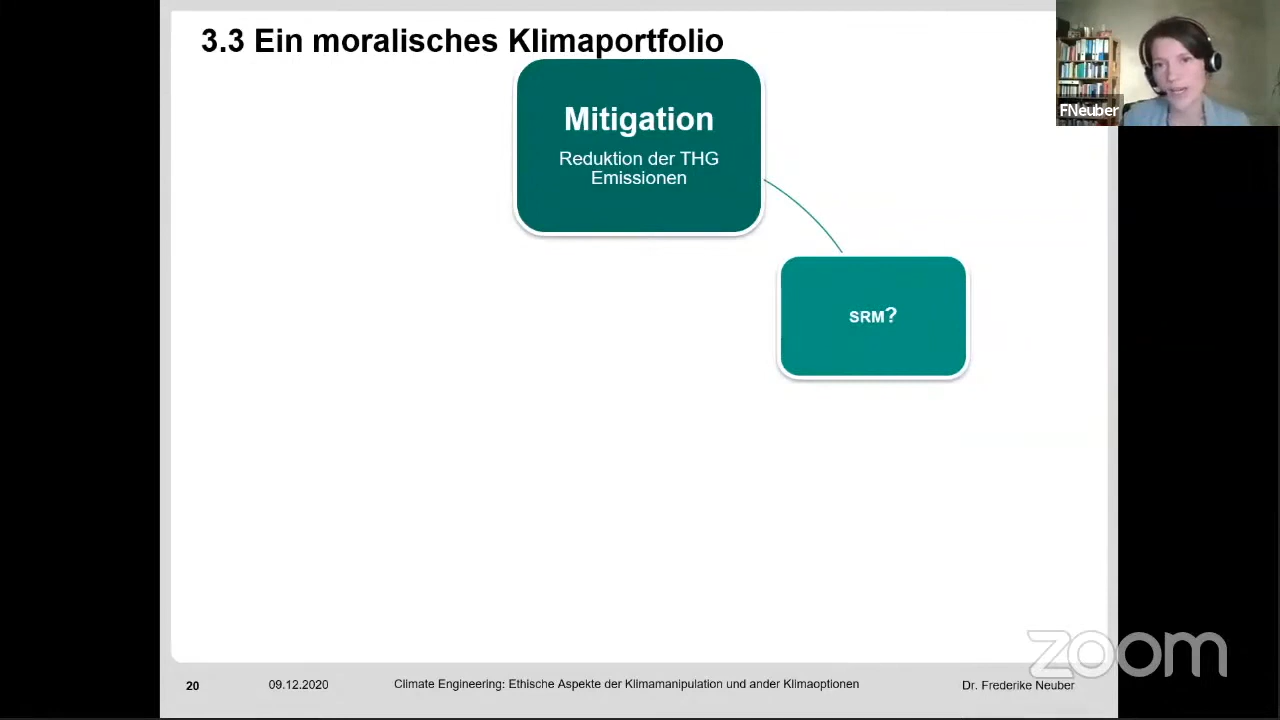 3.3 Ein moralisches Klimaportfolio
FNeuber
Mitigation
Reduktion der THG
Emissionen
SRM?
zoom
20 09.12.2020 Climate Engineering: Ethische Aspekte der Klimamanipulation und ander Klimaoptionen Dr. Frederike Neuber